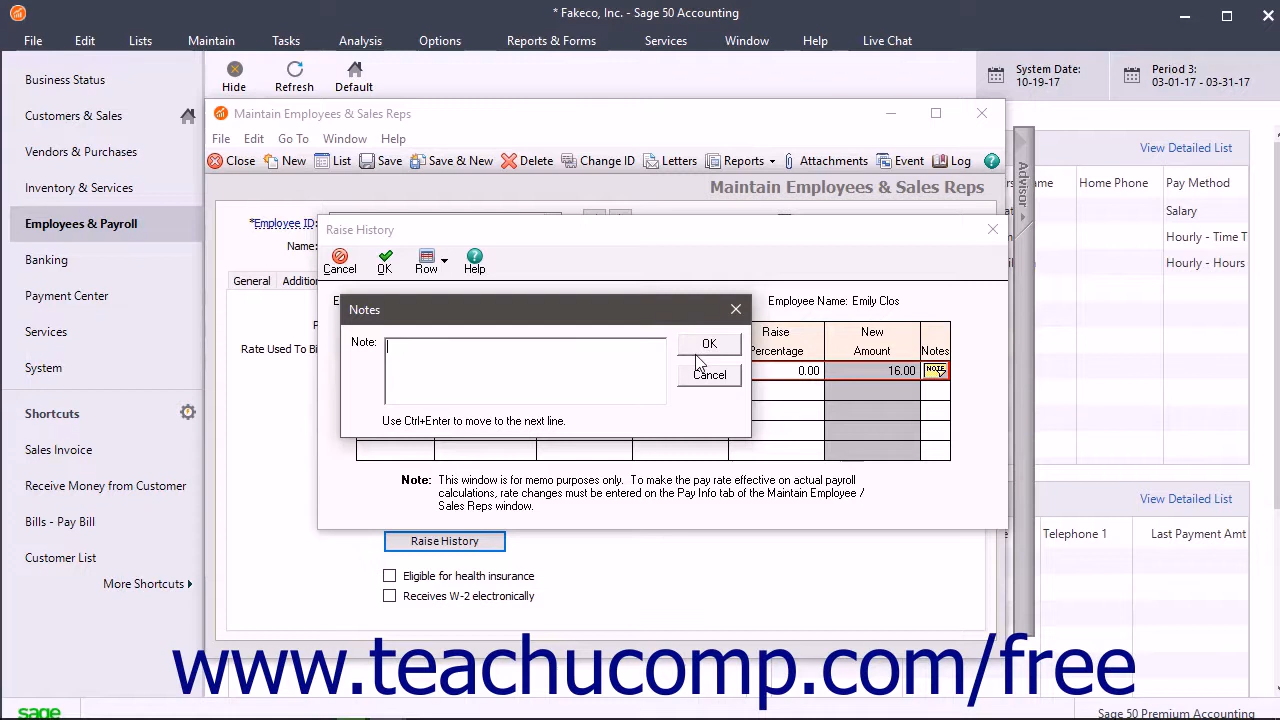 * Fakeco, Inc. - Sage 50 Accounting
File Edit Lists Maintain Tasks Analysis Options Reports & Forms Services Window Help Live Chat
Business Status
Customers & Sales
Vendors & Purchases
Inventory & Services
Employees & Payroll
Banking
Payment Center
Services
System
Shortcuts
Sales Invoice
Receive Money from Customer
Bills - Pay Bill
Customer List
More Shortcuts
Hide Refresh Default
System Date:
10-19-17
Period 3:
03-01-17 - 03-31-17
Maintain Employees & Sales Reps
File Edit Go To Window Help
Close New List Save Save & New Delete Change ID Letters Reports Attachments Event Log
Maintain Employees & Sales Reps
*Employee ID:
Name:
General Additio
Rate Used To Bi
Raise History
Cancel OK Row Help
Employee Name: Emily Clos
Raise
Percentage
New
Amount
Notes
0.00 16.00 NOTE
Notes
Note:
OK
Cancel
Use Ctrl+Enter to move to the next line.
Note: This window is for memo purposes only. To make the pay rate effective on actual payroll
calculations, rate changes must be entered on the Pay Info tab of the Maintain Employee /
Sales Reps window.
Raise History
Eligible for health insurance
Receives W-2 electronically
Advisor
View Detailed List
Home Phone Pay Method
Salary
Hourly - Time T
Hourly - Hours
View Detailed List
Telephone 1 Last Payment Amt
www.teachucomp.com/free
sage
Sage 50 Premium Accounting